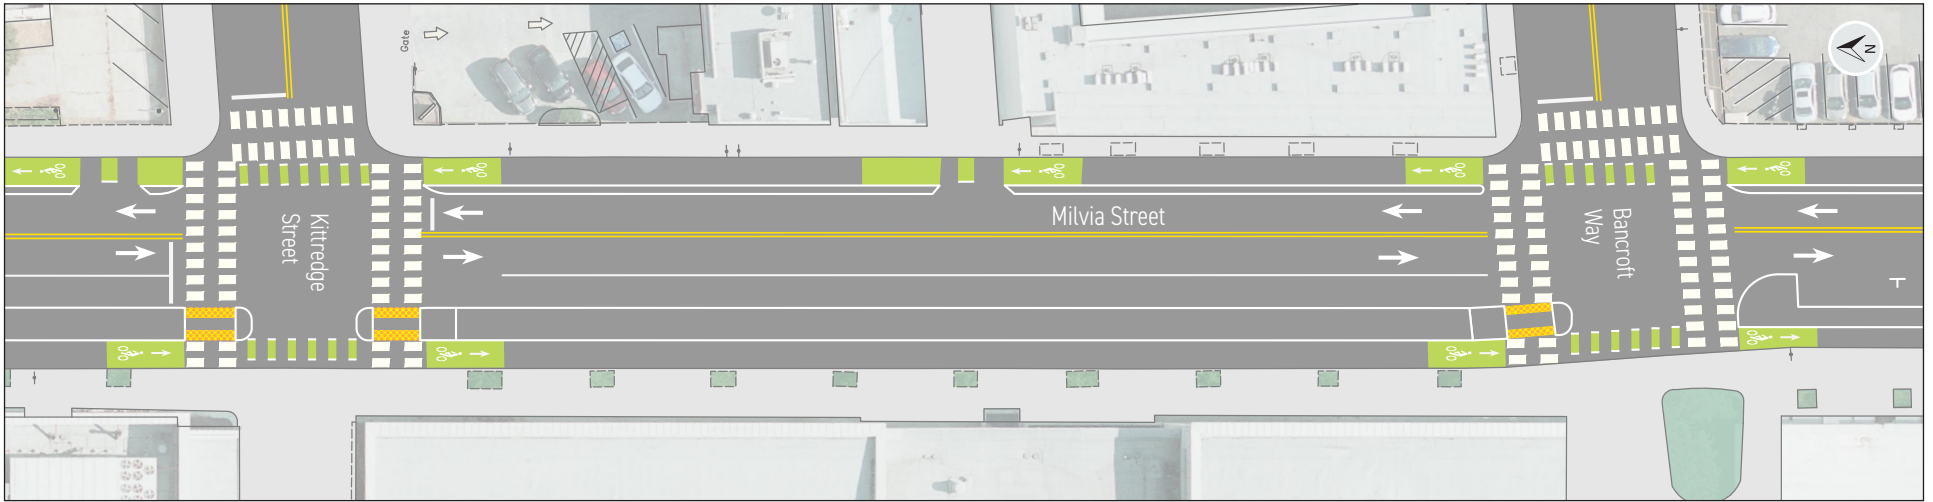 Gate
N
Milvia Street
Kittredge
Street
Bancroft
Way